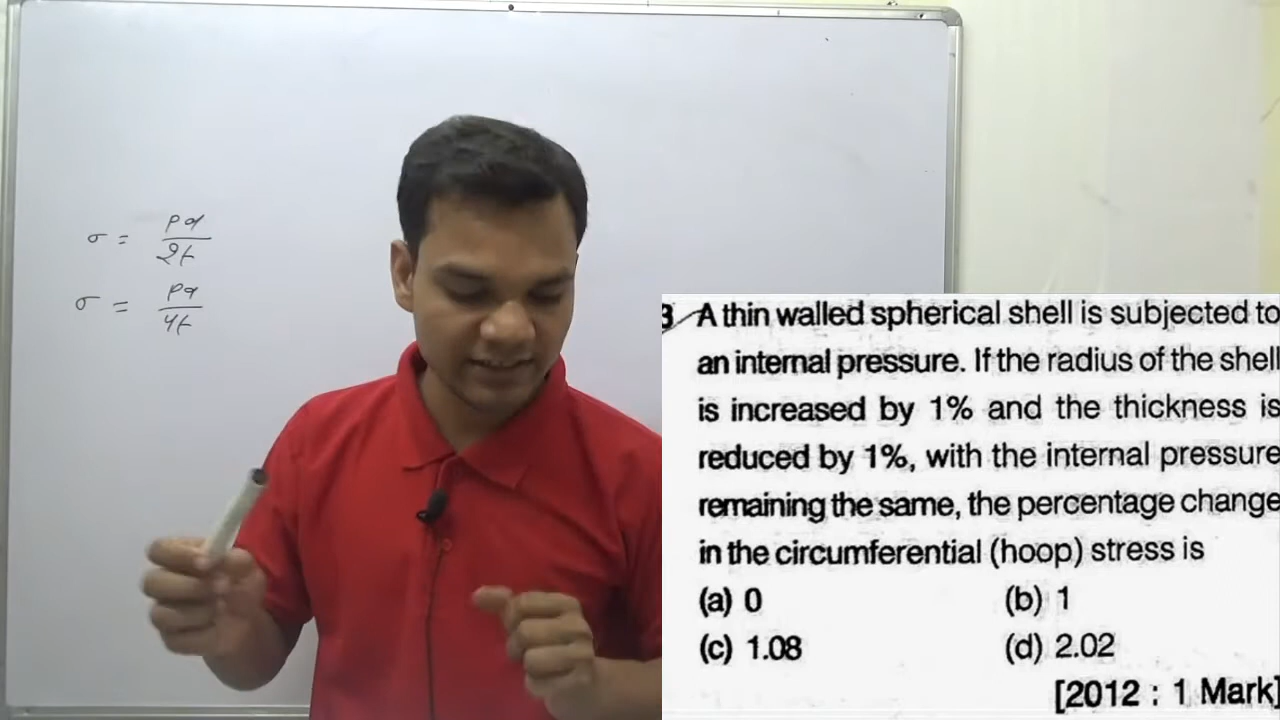 σ = pd/2t
σ = pd/4t
3 A thin walled spherical shell is subjected to
an internal pressure. If the radius of the shell
is increased by 1% and the thickness is
reduced by 1%, with the internal pressure
remaining the same, the percentage change
in the circumferential (hoop) stress is
(a) 0 (b) 1
(c) 1.08 (d) 2.02
[2012 : 1 Mark]